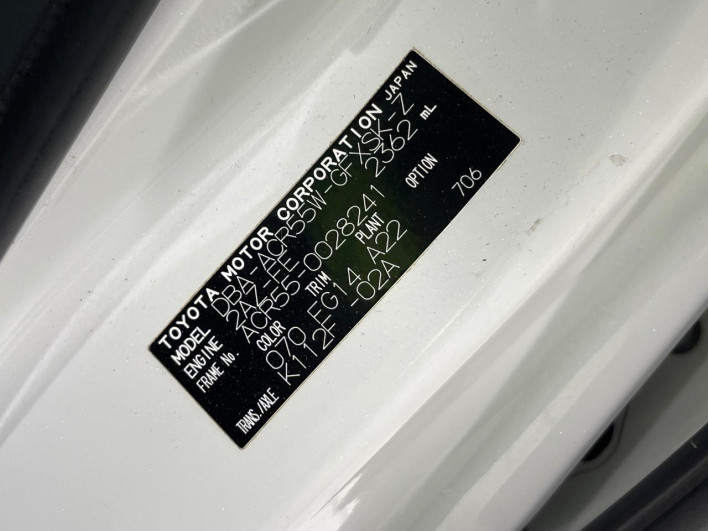 TOYOTA MOTOR CORPORATION JAPAN
MODEL DBA-ACR55W-GFXSK-Z
ENGINE 2AZ-FE 2362 mL
FRAME No. ACR55-0028241
COLOR TRIM PLANT OPTION
070 FG14 A22 706
TRANS./AXLE K112F -02A